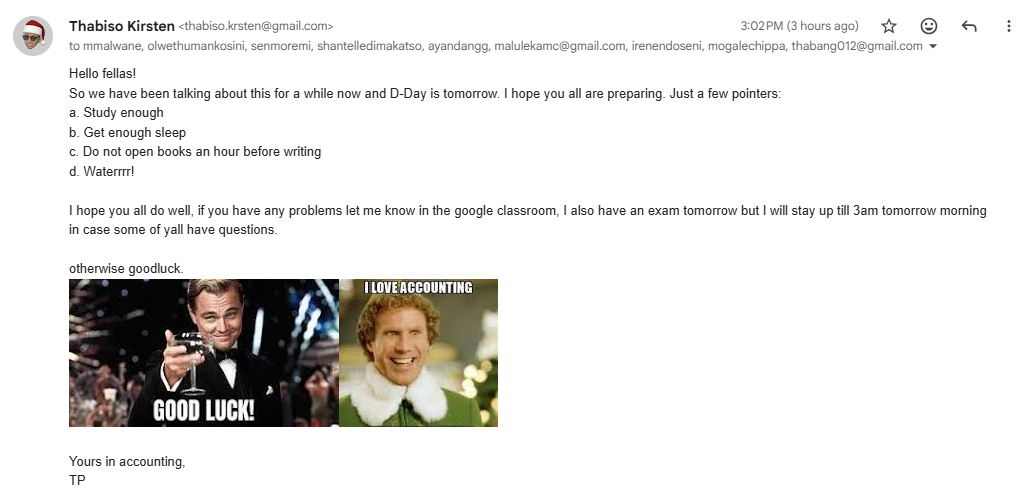 Thabiso Kirsten <thabiso.krsten@gmail.com> 3:02 PM (3 hours ago)
to mmalwane, olwethumankosini, senmoremi, shantelledimakatso, ayandangg, malulekamc@gmail.com, irenendoseni, mogalechippa, thabang012@gmail.com
Hello fellas!
So we have been talking about this for a while now and D-Day is tomorrow. I hope you all are preparing. Just a few pointers:
a. Study enough
b. Get enough sleep
c. Do not open books an hour before writing
d. Waterrrr!
I hope you all do well, if you have any problems let me know in the google classroom, I also have an exam tomorrow but I will stay up till 3am tomorrow morning
in case some of yall have questions.
otherwise goodluck.
GOOD LUCK!
I LOVE ACCOUNTING
Yours in accounting,
TP